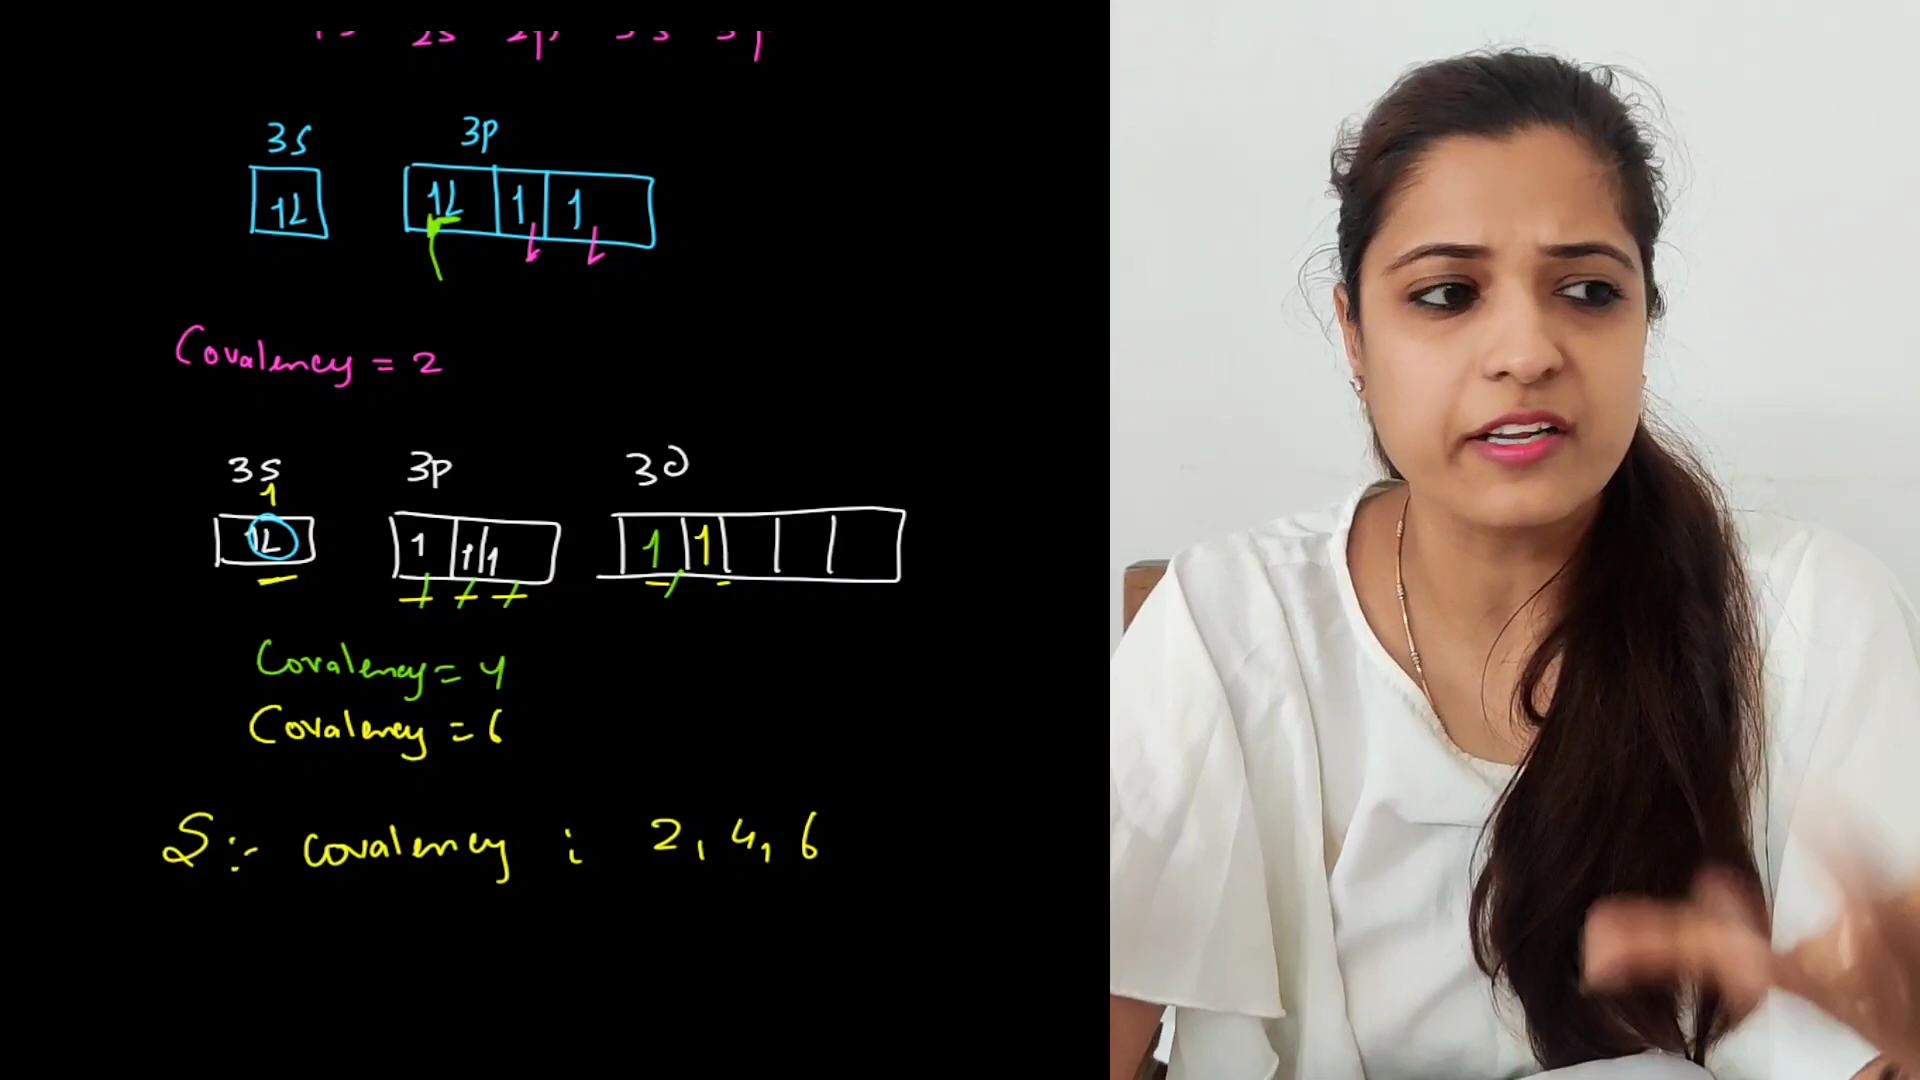 3s 3p
1L 1L 1 1
Covalency = 2
3s 3p 3d
1
1L 1 1 1 1 1
Covalency = 4
Covalency = 6
S :- covalency : 2, 4, 6